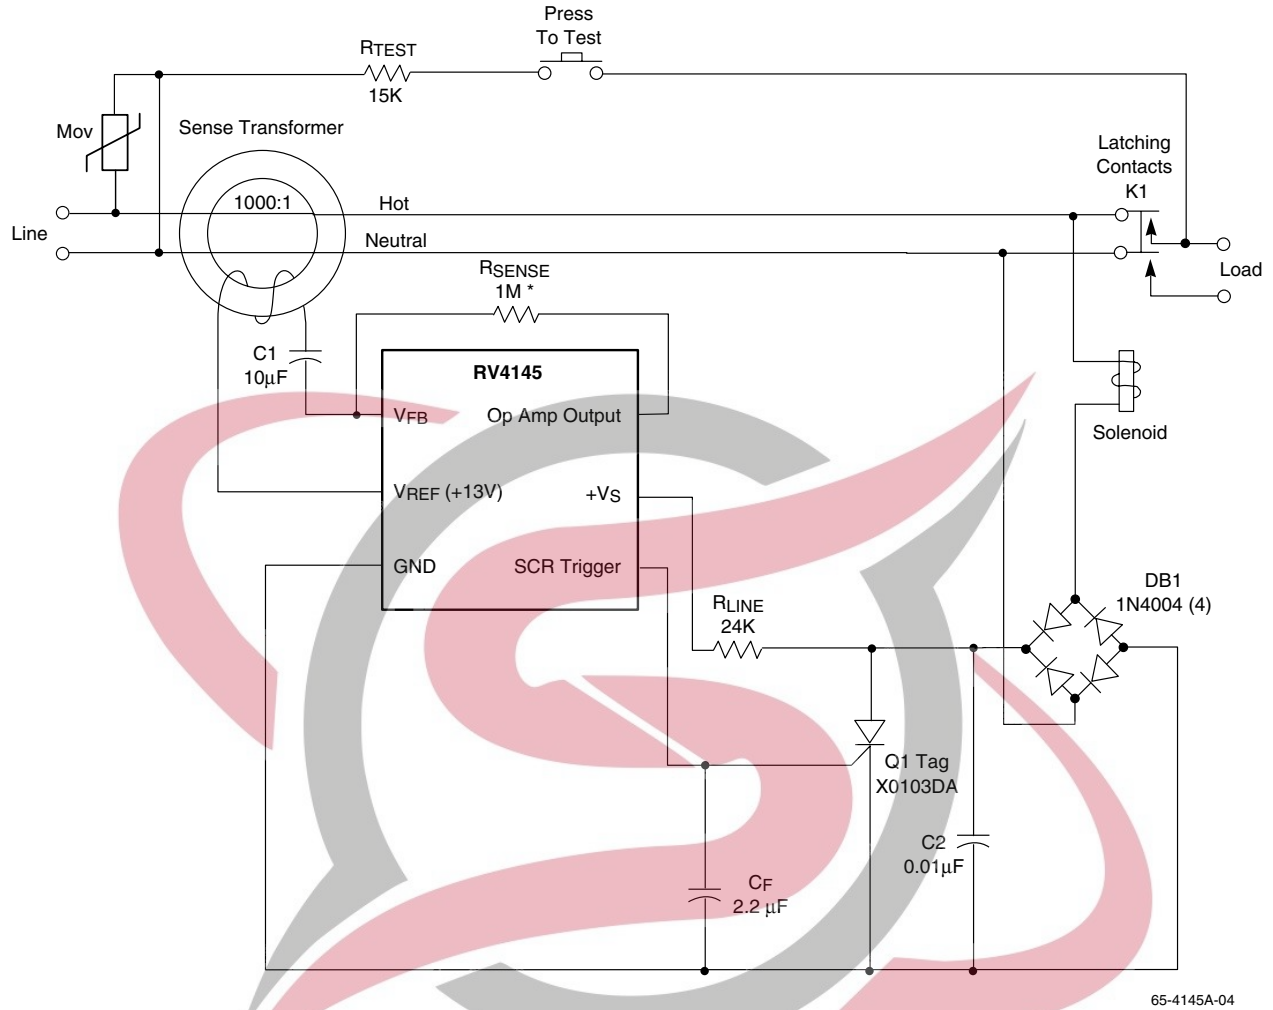 Press
To Test
RTEST
15K
Mov
Sense Transformer
Latching
Contacts
K1
1000:1
Hot
Line
Neutral
Load
RSENSE
1M *
C1
10µF
RV4145
VFB
Op Amp Output
Solenoid
VREF (+13V)
+VS
GND
SCR Trigger
DB1
1N4004 (4)
RLINE
24K
Q1 Tag
X0103DA
C2
0.01µF
CF
2.2 µF
65-4145A-04